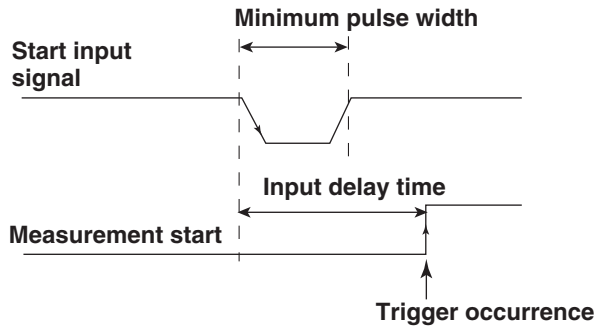 Minimum pulse width
Start input
signal
Input delay time
Measurement start
Trigger occurrence